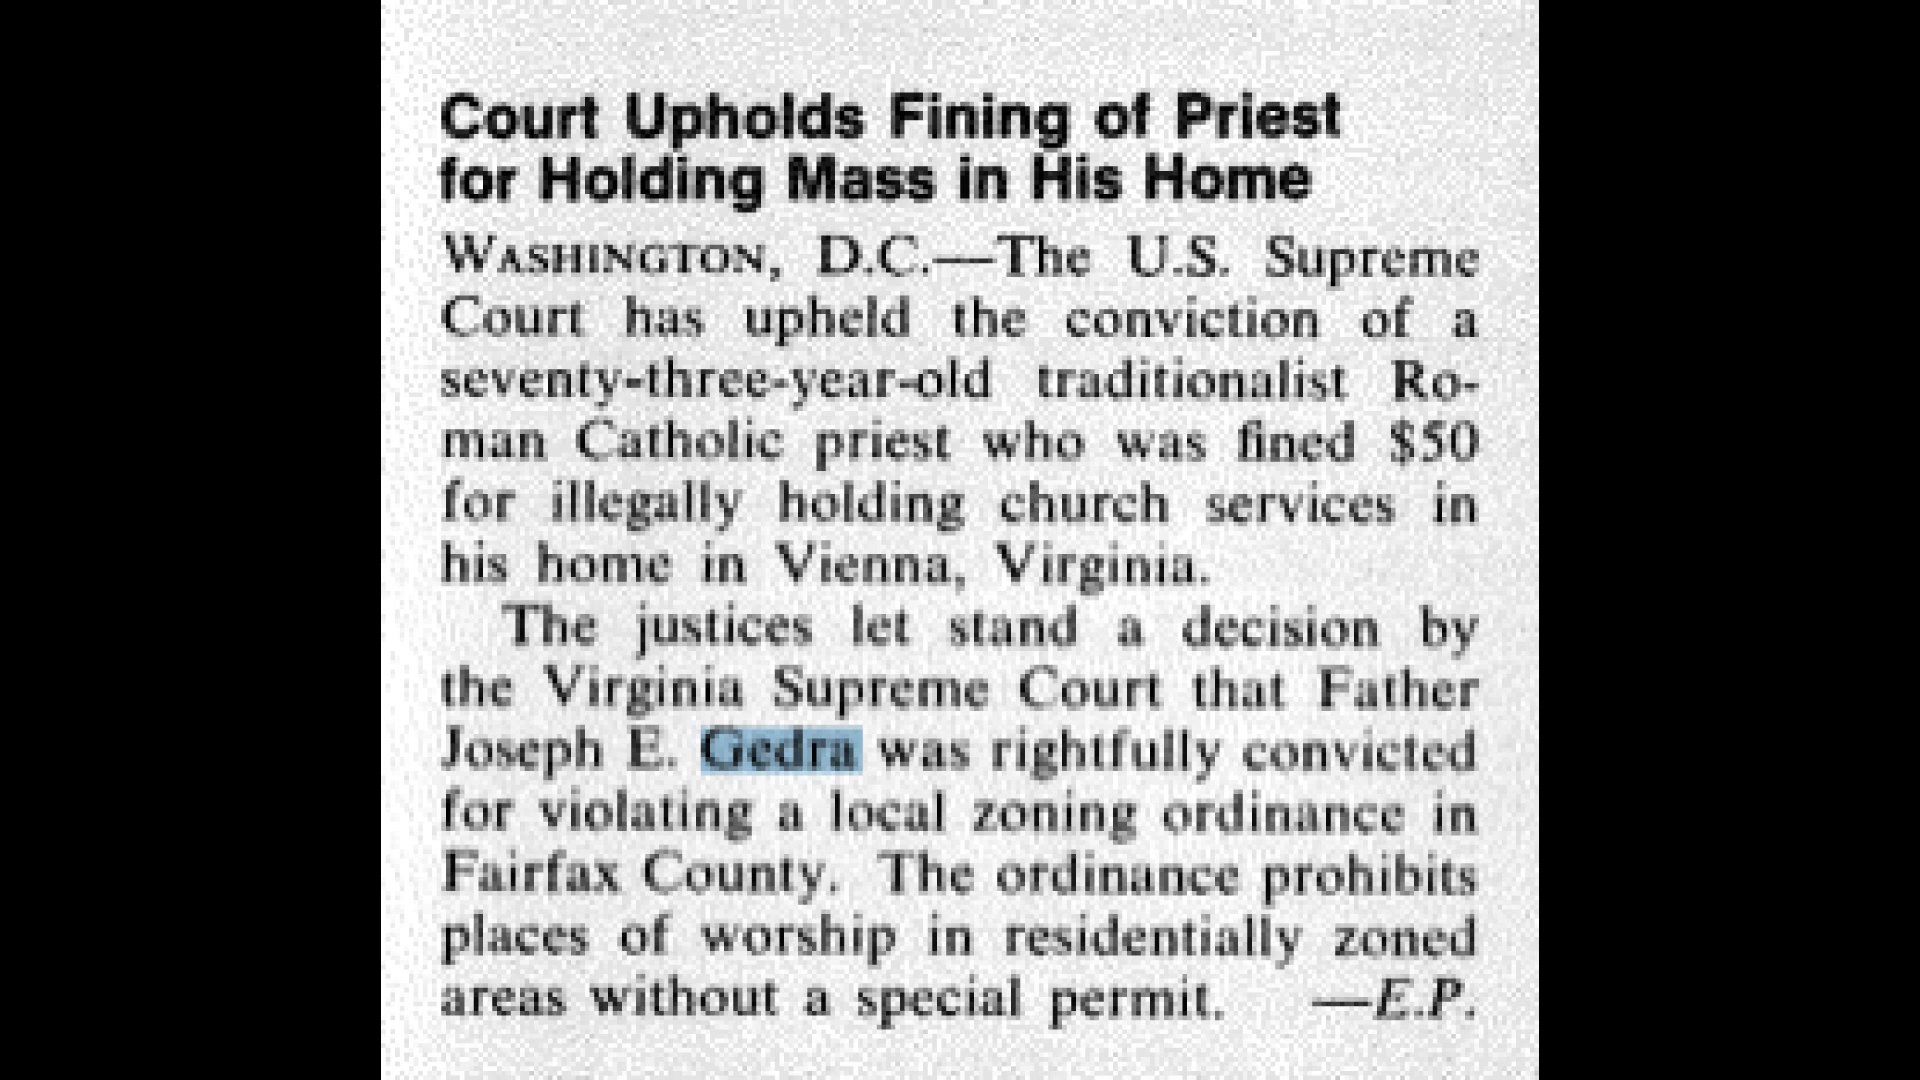 Court Upholds Fining of Priest
for Holding Mass in His Home
WASHINGTON, D.C.—The U.S. Supreme
Court has upheld the conviction of a
seventy-three-year-old traditionalist Ro-
man Catholic priest who was fined $50
for illegally holding church services in
his home in Vienna, Virginia.
The justices let stand a decision by
the Virginia Supreme Court that Father
Joseph E. Gedra was rightfully convicted
for violating a local zoning ordinance in
Fairfax County. The ordinance prohibits
places of worship in residentially zoned
areas without a special permit. —E.P.